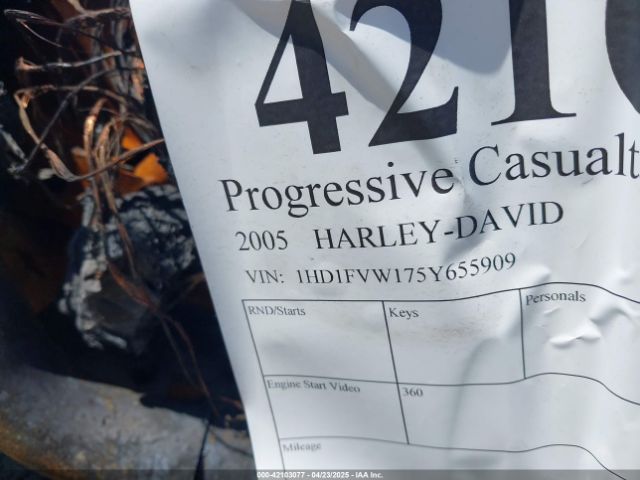 421
Progressive Casualt
2005 HARLEY-DAVID
VIN: 1HD1FVW175Y655909
RND/Starts Keys Personals
Engine Start Video 360
Mileage
000-42103077 - 04/23/2025 - IAA Inc.